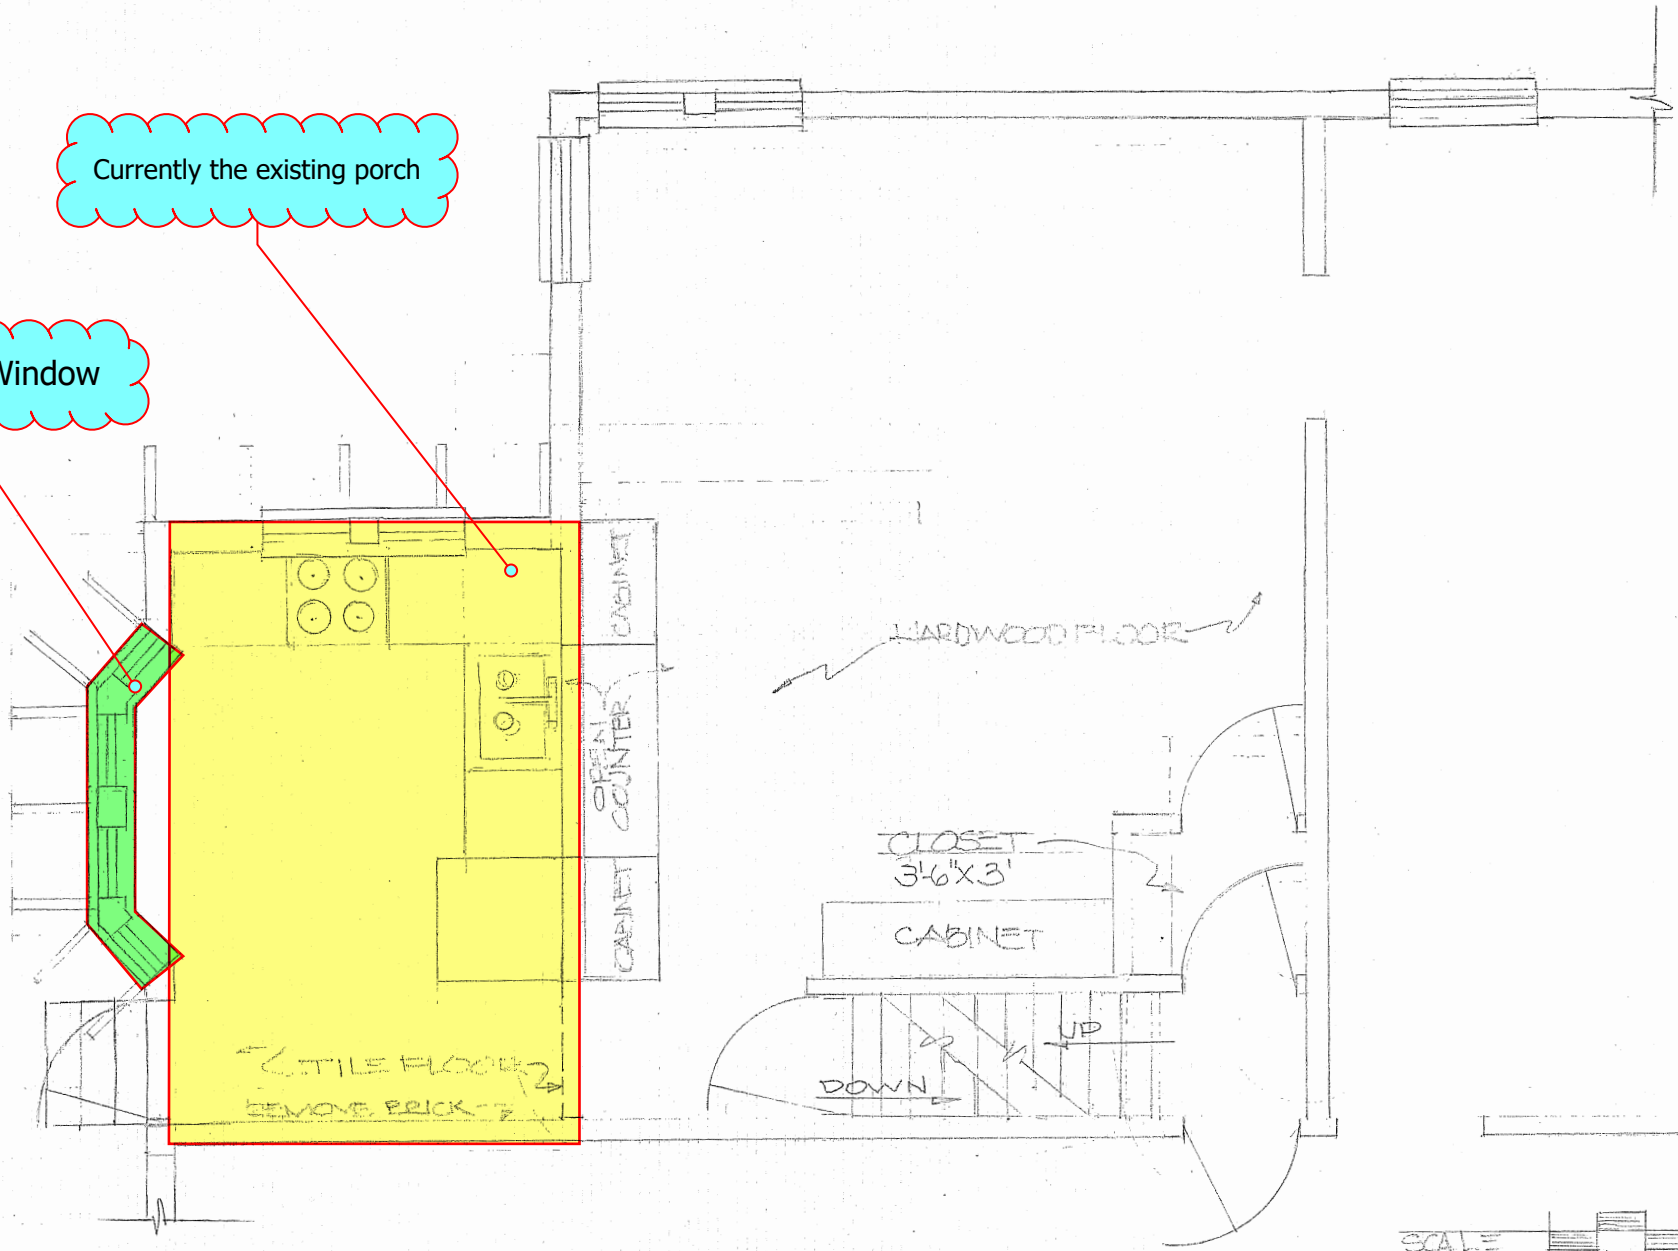 Currently the existing porch
Window
CABINET
HARDWOOD FLOOR
OPEN
COUNTER
CLOSET
3'6"X3'
CABINET
CABINET
UP
DOWN
TILE FLOOR
REMOVE BRICK
SCALE